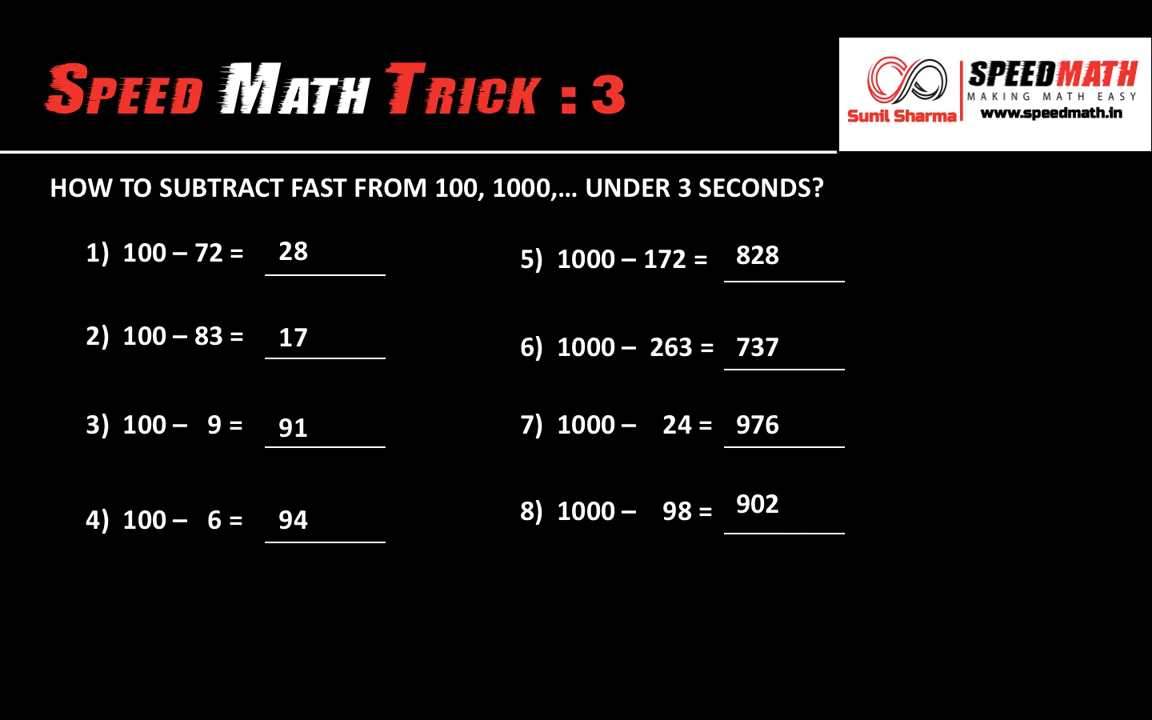 SPEED MATH TRICK : 3
Sunil Sharma
SPEEDMATH
MAKING MATH EASY
www.speedmath.in
HOW TO SUBTRACT FAST FROM 100, 1000,... UNDER 3 SECONDS?
1) 100 – 72 = 28
2) 100 – 83 = 17
3) 100 – 9 = 91
4) 100 – 6 = 94
5) 1000 – 172 = 828
6) 1000 – 263 = 737
7) 1000 – 24 = 976
8) 1000 – 98 = 902